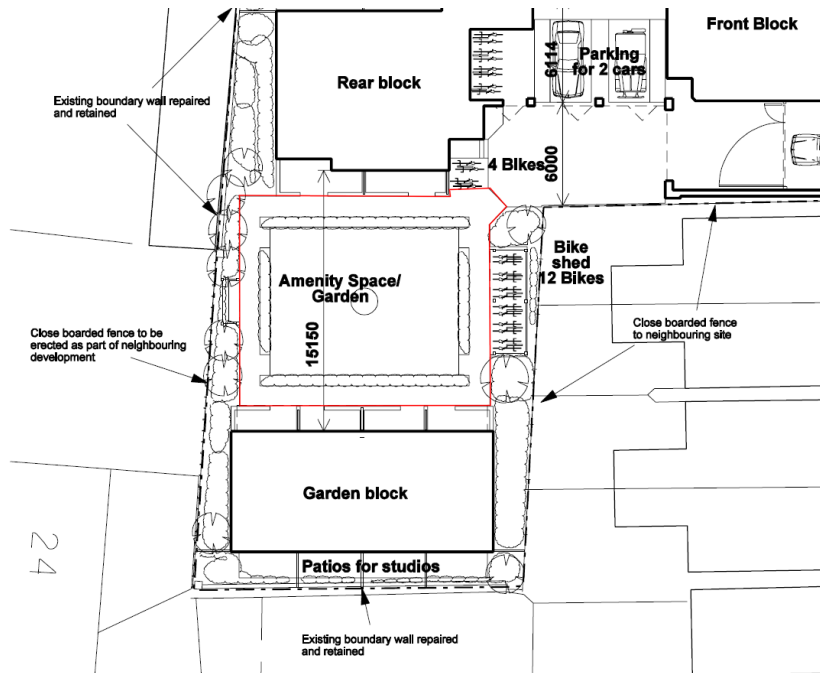 Front Block
Parking
for 2 cars
6114
Rear block
Existing boundary wall repaired
and retained
4 Bikes
6000
Bike
shed
12 Bikes
Amenity Space/
Garden
15150
Close boarded fence to be
erected as part of neighbouring
development
Close boarded fence
to neighbouring site
Garden block
24
Patios for studios
Existing boundary wall repaired
and retained